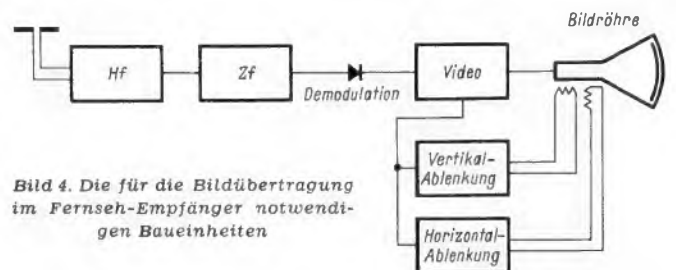 Bildröhre
Hf
Zf
Demodulation
Video
Vertikal-
Ablenkung
Horizontal-
Ablenkung
Bild 4. Die für die Bildübertragung
im Fernseh-Empfänger notwendi-
gen Baueinheiten